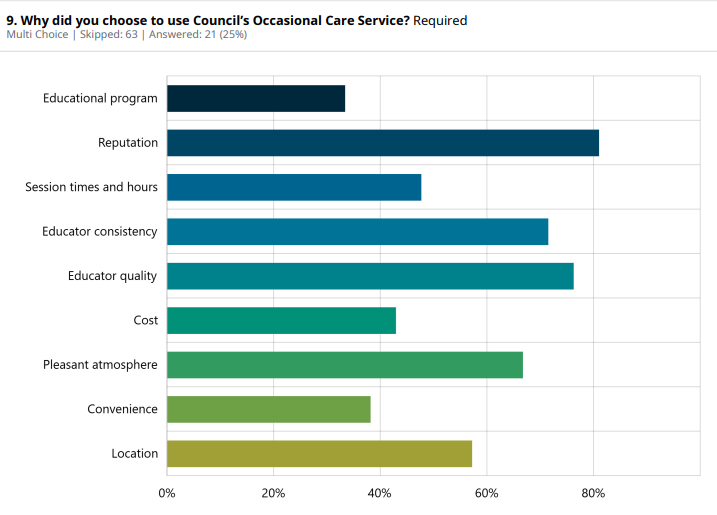 9. Why did you choose to use Council’s Occasional Care Service? Required
Multi Choice | Skipped: 63 | Answered: 21 (25%)
Educational program
Reputation
Session times and hours
Educator consistency
Educator quality
Cost
Pleasant atmosphere
Convenience
Location
0% 20% 40% 60% 80%